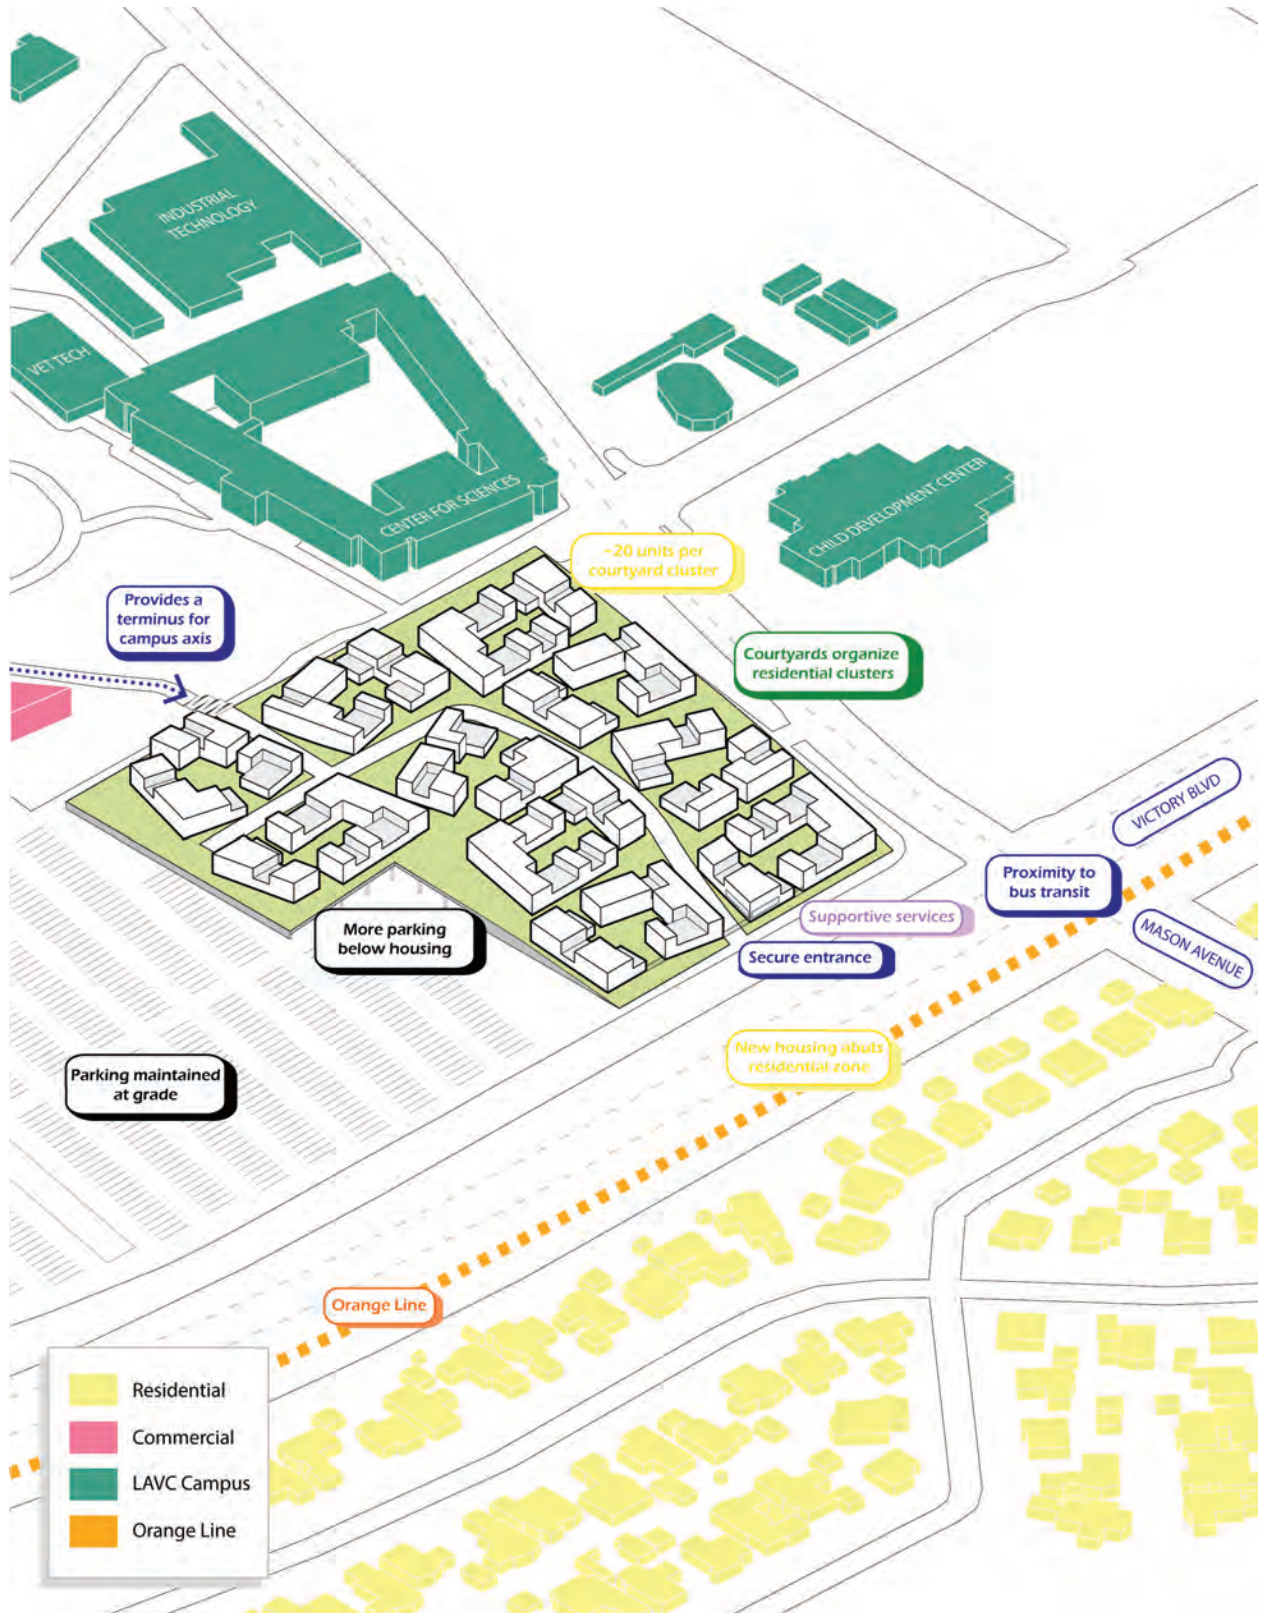 INDUSTRIAL
TECHNOLOGY
VET TECH
CENTER FOR SCIENCES
CHILD DEVELOPMENT CENTER
~20 units per
courtyard cluster
Provides a
terminus for
campus axis
Courtyards organize
residential clusters
VICTORY BLVD
Proximity to
bus transit
MASON AVENUE
Supportive services
More parking
below housing
Secure entrance
New housing abuts
residential zone
Parking maintained
at grade
Orange Line
Residential
Commercial
LAVC Campus
Orange Line